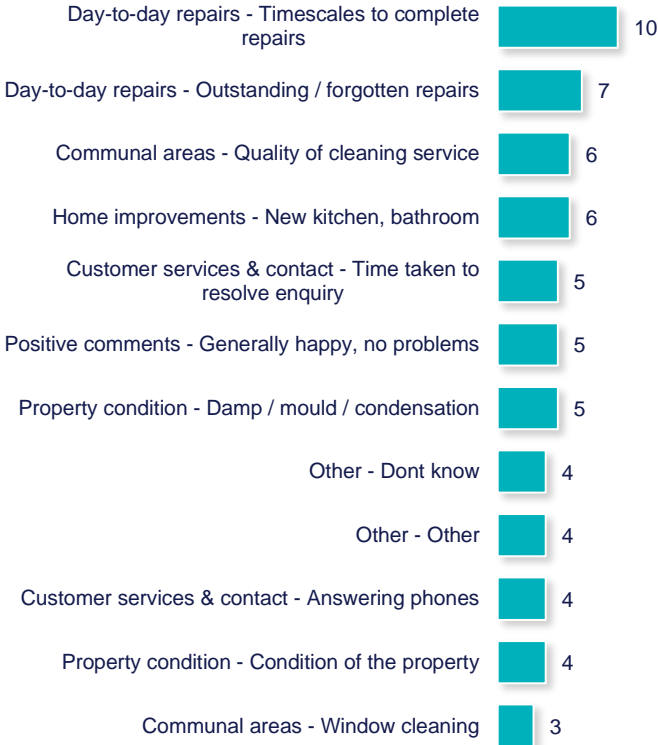 Day-to-day repairs - Timescales to complete
repairs
10
Day-to-day repairs - Outstanding / forgotten repairs
7
Communal areas - Quality of cleaning service
6
Home improvements - New kitchen, bathroom
6
Customer services & contact - Time taken to
resolve enquiry
5
Positive comments - Generally happy, no problems
5
Property condition - Damp / mould / condensation
5
Other - Dont know
4
Other - Other
4
Customer services & contact - Answering phones
4
Property condition - Condition of the property
4
Communal areas - Window cleaning
3